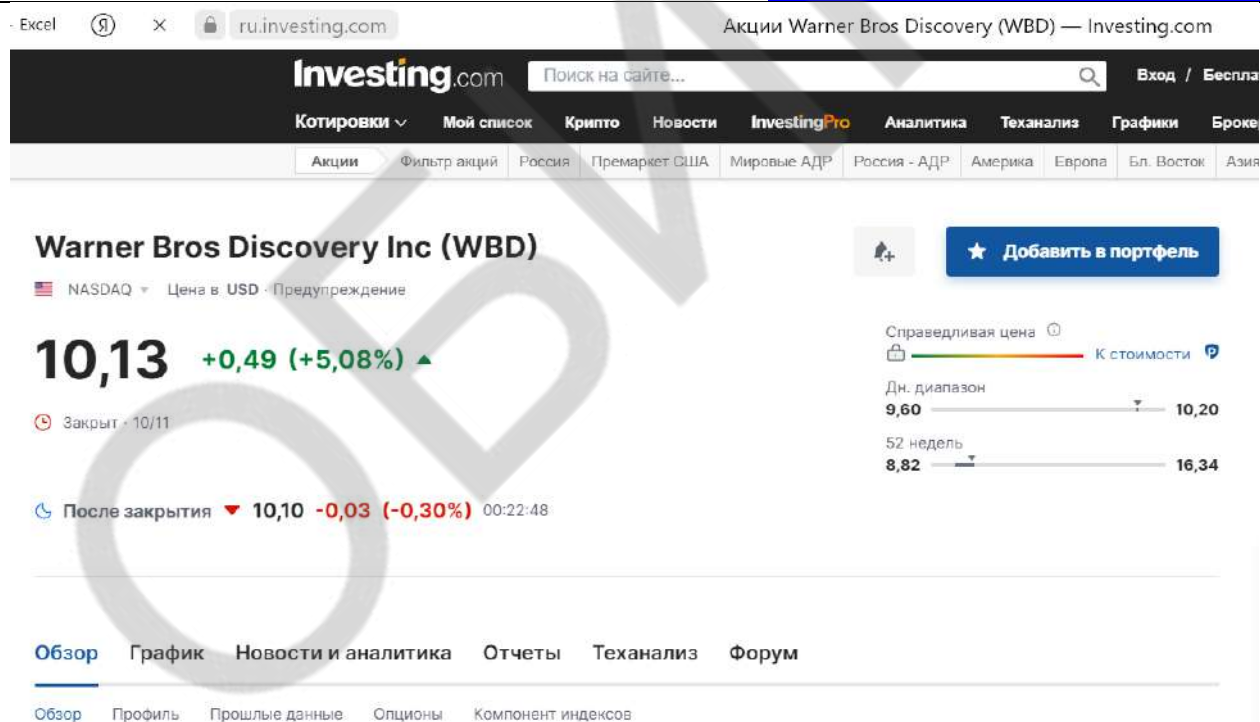 - Excel Я × ru.investing.com Акции Warner Bros Discovery (WBD) — Investing.com
Investing.com Поиск на сайте... Вход / Беспла
Котировки Мой список Крипто Новости InvestingPro Аналитика Теханализ Графики Броке
Акции Фильтр акций Россия Премаркет США Мировые АДР Россия - АДР Америка Европа Бл. Восток Азия
Warner Bros Discovery Inc (WBD)
Добавить в портфель
NASDAQ Цена в USD · Предупреждение
10,13 +0,49 (+5,08%)
Справедливая цена
К стоимости
Дн. диапазон
9,60 10,20
Закрыт · 10/11
52 недель
8,82 16,34
После закрытия 10,10 -0,03 (-0,30%) 00:22:48
Обзор График Новости и аналитика Отчеты Теханализ Форум
Обзор Профиль Прошлые данные Опционы Компонент индексов